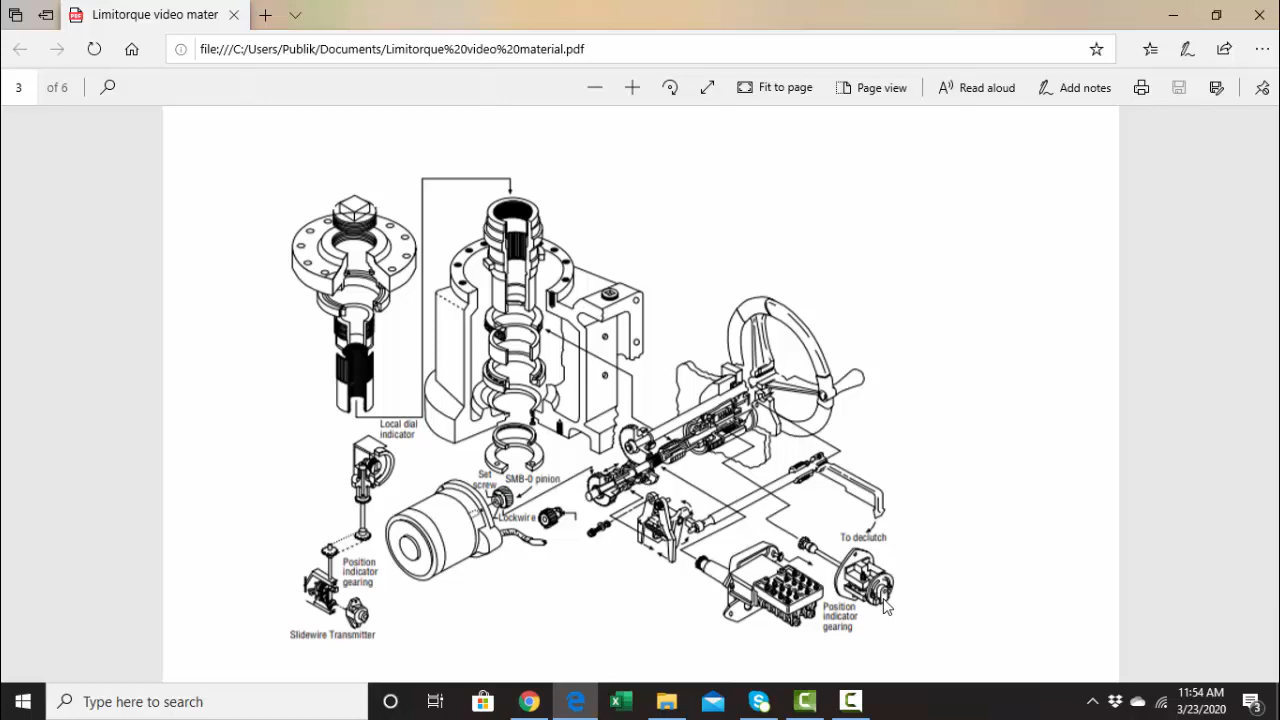 Limitorque video mater
file:///C:/Users/Publik/Documents/Limitorque%20video%20material.pdf
3 of 6
Fit to page
Page view
Read aloud
Add notes
Local dial
indicator
Set
screw
SMB-0 pinion
Lockwire
To declutch
Position
indicator
gearing
Position
indicator
gearing
Slidewire Transmitter
Type here to search
11:54 AM
3/23/2020
3